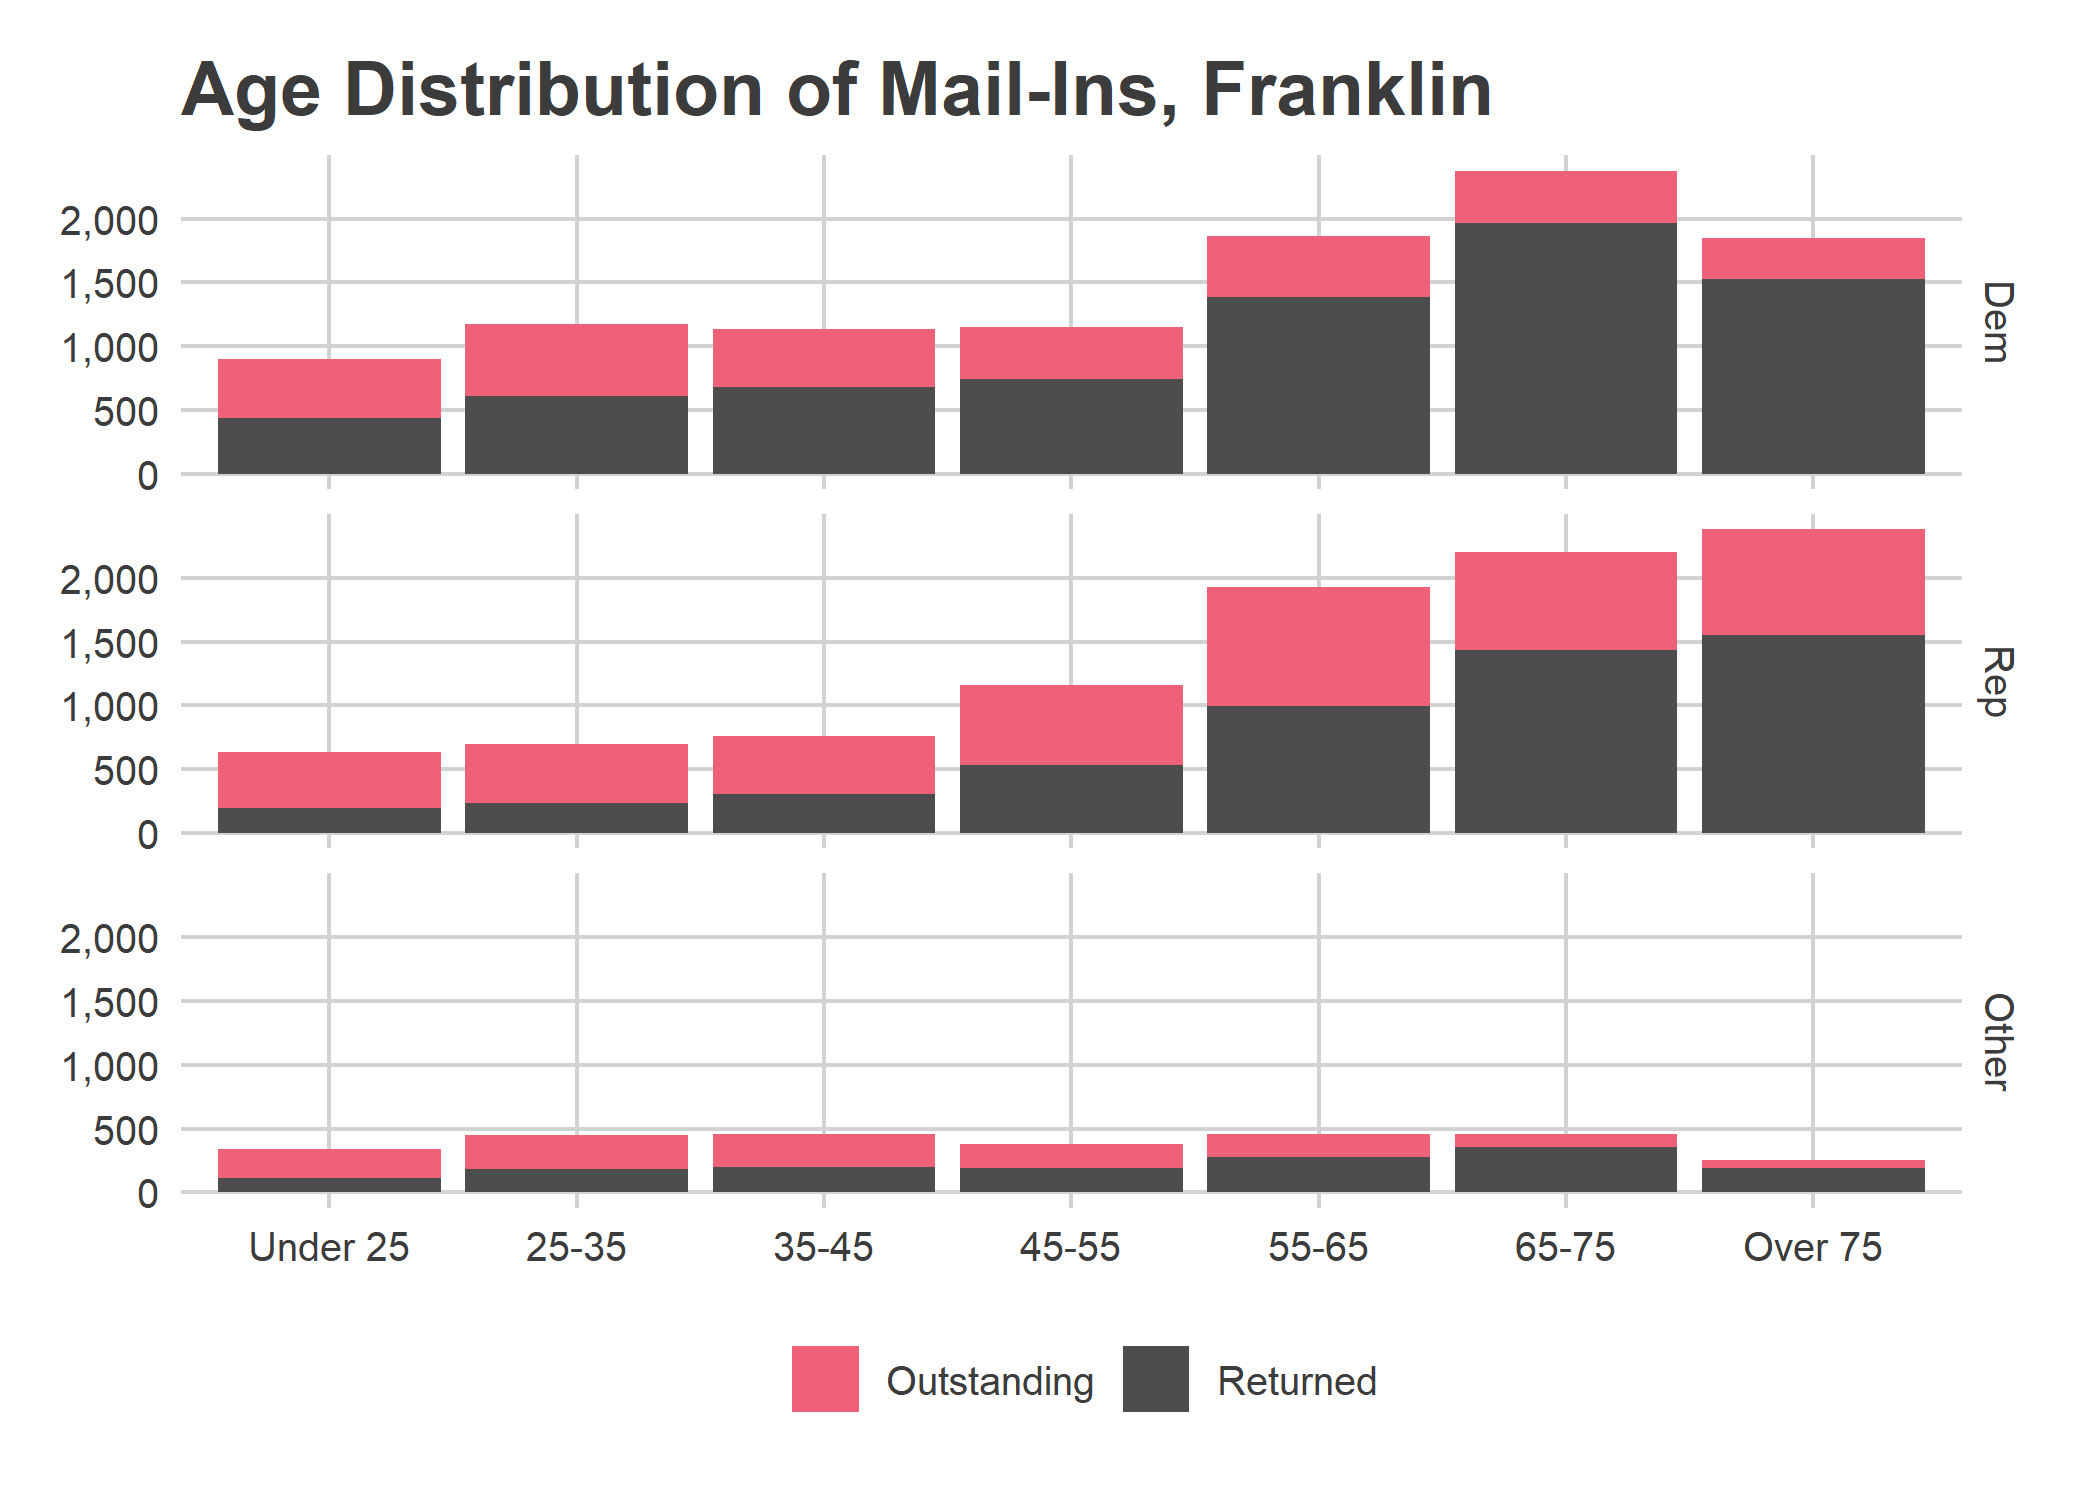 Age Distribution of Mail-Ins, Franklin
2,000
1,500
1,000
500
0
Dem
2,000
1,500
1,000
500
0
Rep
2,000
1,500
1,000
500
0
Other
Under 25 25-35 35-45 45-55 55-65 65-75 Over 75
Outstanding Returned